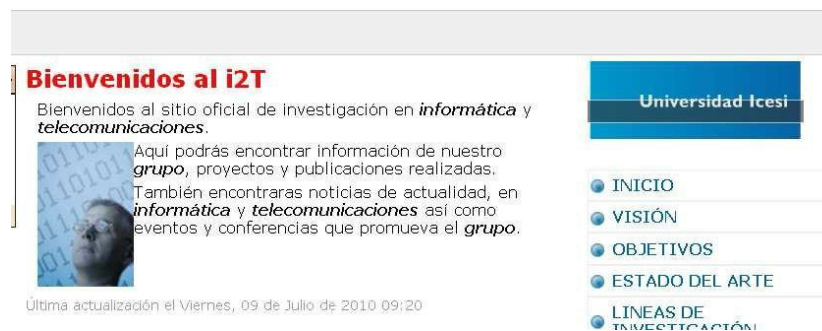 Bienvenidos al i2T
Bienvenidos al sitio oficial de investigación en informática y
telecomunicaciones.
Aquí podrás encontrar información de nuestro
grupo, proyectos y publicaciones realizadas.
También encontraras noticias de actualidad, en
informática y telecomunicaciones así como
eventos y conferencias que promueva el grupo.
Última actualización el Viernes, 09 de Julio de 2010 09:20
Universidad Icesi
INICIO
VISIÓN
OBJETIVOS
ESTADO DEL ARTE
LINEAS DE
INVESTIGACIÓN